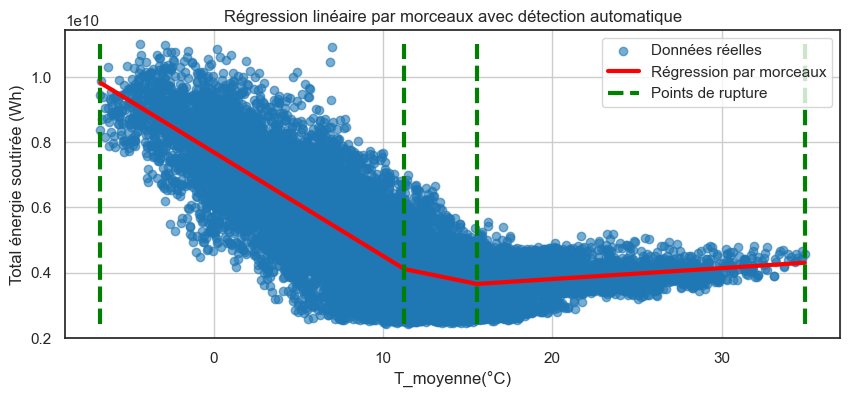 Régression linéaire par morceaux avec détection automatique
1e10
Données réelles
Régression par morceaux
Points de rupture
1.0
0.8
0.6
0.4
0.2
Total énergie soutirée (Wh)
0
10
20
30
T_moyenne(°C)